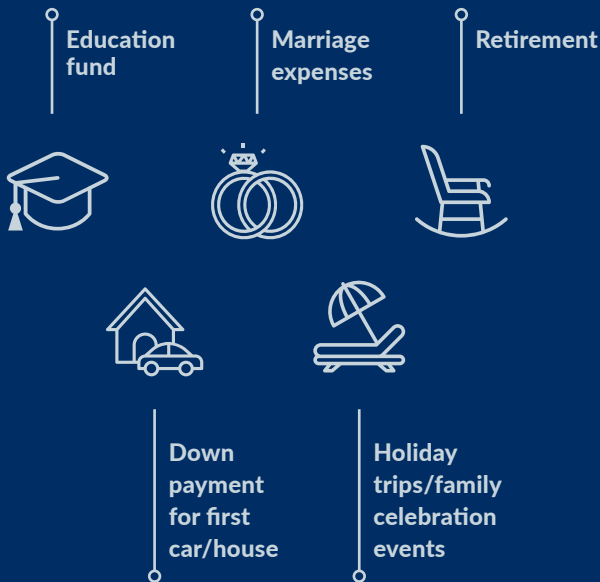 Education
fund
Marriage
expenses
Retirement
Down
payment
for first
car/house
Holiday
trips/family
celebration
events